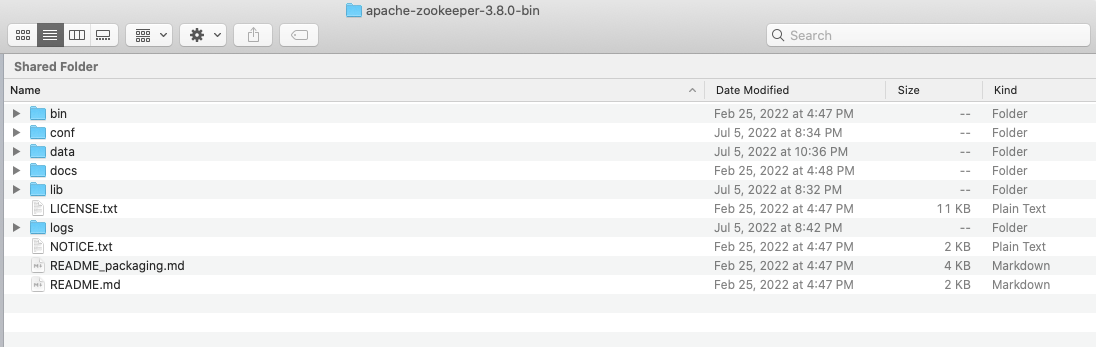 apache-zookeeper-3.8.0-bin
Search
Shared Folder
Name Date Modified Size Kind
bin Feb 25, 2022 at 4:47 PM -- Folder
conf Jul 5, 2022 at 8:34 PM -- Folder
data Jul 5, 2022 at 10:36 PM -- Folder
docs Feb 25, 2022 at 4:48 PM -- Folder
lib Jul 5, 2022 at 8:32 PM -- Folder
LICENSE.txt Feb 25, 2022 at 4:47 PM 11 KB Plain Text
logs Jul 5, 2022 at 8:42 PM -- Folder
NOTICE.txt Feb 25, 2022 at 4:47 PM 2 KB Plain Text
README_packaging.md Feb 25, 2022 at 4:47 PM 4 KB Markdown
README.md Feb 25, 2022 at 4:47 PM 2 KB Markdown